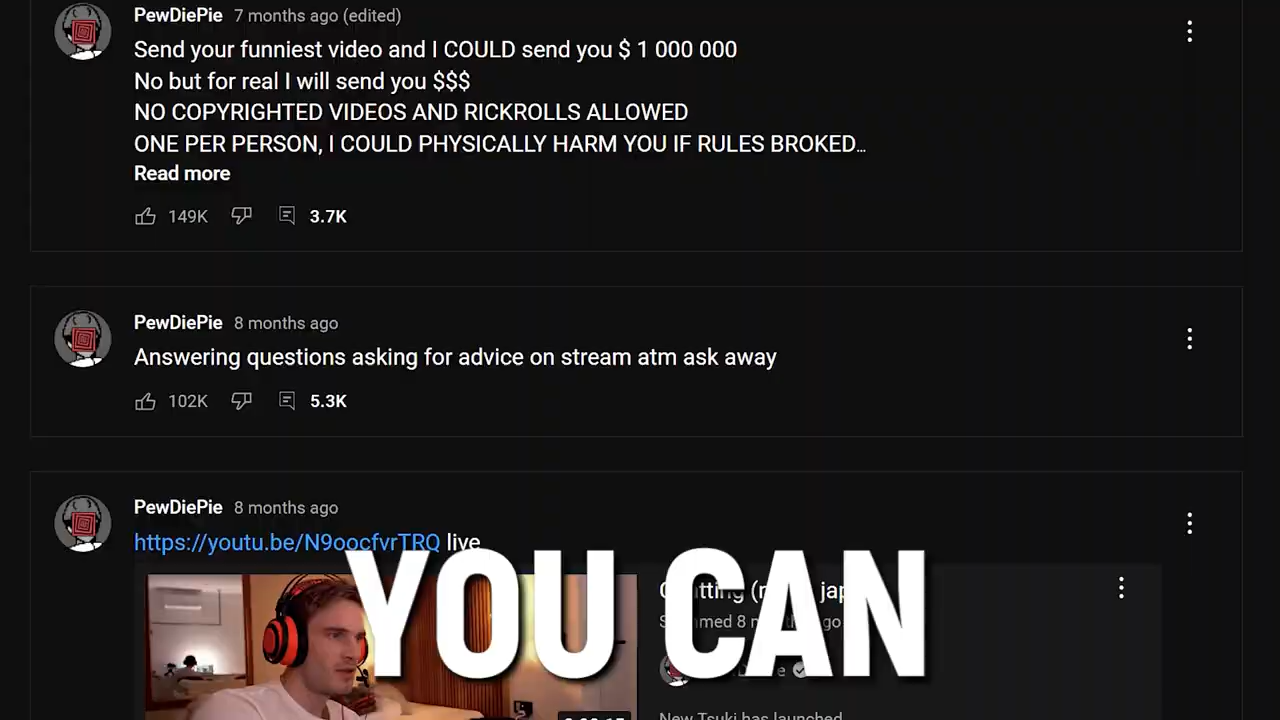 PewDiePie 7 months ago (edited)
Send your funniest video and I COULD send you $ 1 000 000
No but for real I will send you $$$
NO COPYRIGHTED VIDEOS AND RICKROLLS ALLOWED
ONE PER PERSON, I COULD PHYSICALLY HARM YOU IF RULES BROKED...
Read more
149K 3.7K
PewDiePie 8 months ago
Answering questions asking for advice on stream atm ask away
102K 5.3K
PewDiePie 8 months ago
https://youtu.be/N9oocfvrTRQ live
YOU CAN
New Tsuki has launched